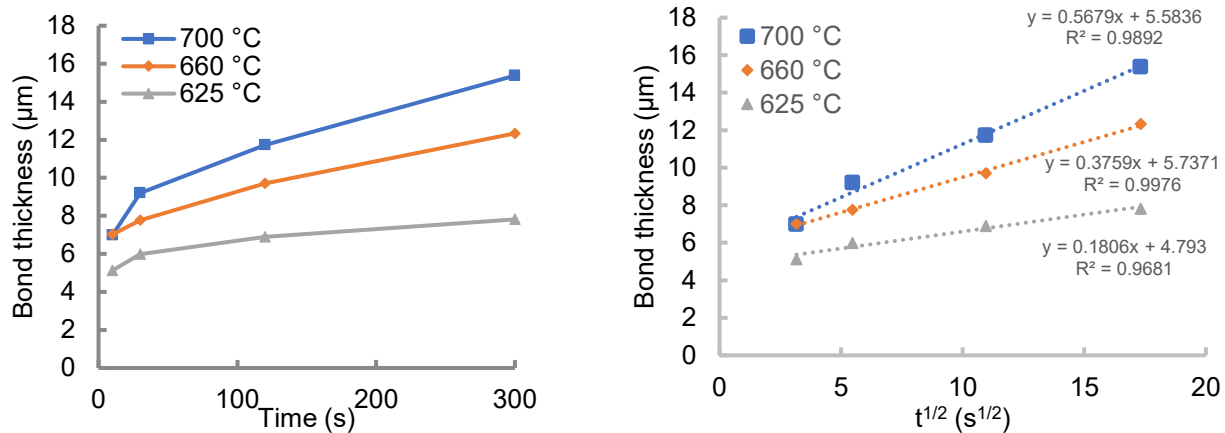 18
16
14
12
10
8
6
4
2
0
Bond thickness (µm)
700 °C
660 °C
625 °C
0
100
200
300
Time (s)
18
16
14
12
10
8
6
4
2
0
Bond thickness (µm)
700 °C
660 °C
625 °C
y = 0.5679x + 5.5836
R² = 0.9892
y = 0.3759x + 5.7371
R² = 0.9976
y = 0.1806x + 4.793
R² = 0.9681
0
5
10
15
20
t^1/2 (s^1/2)